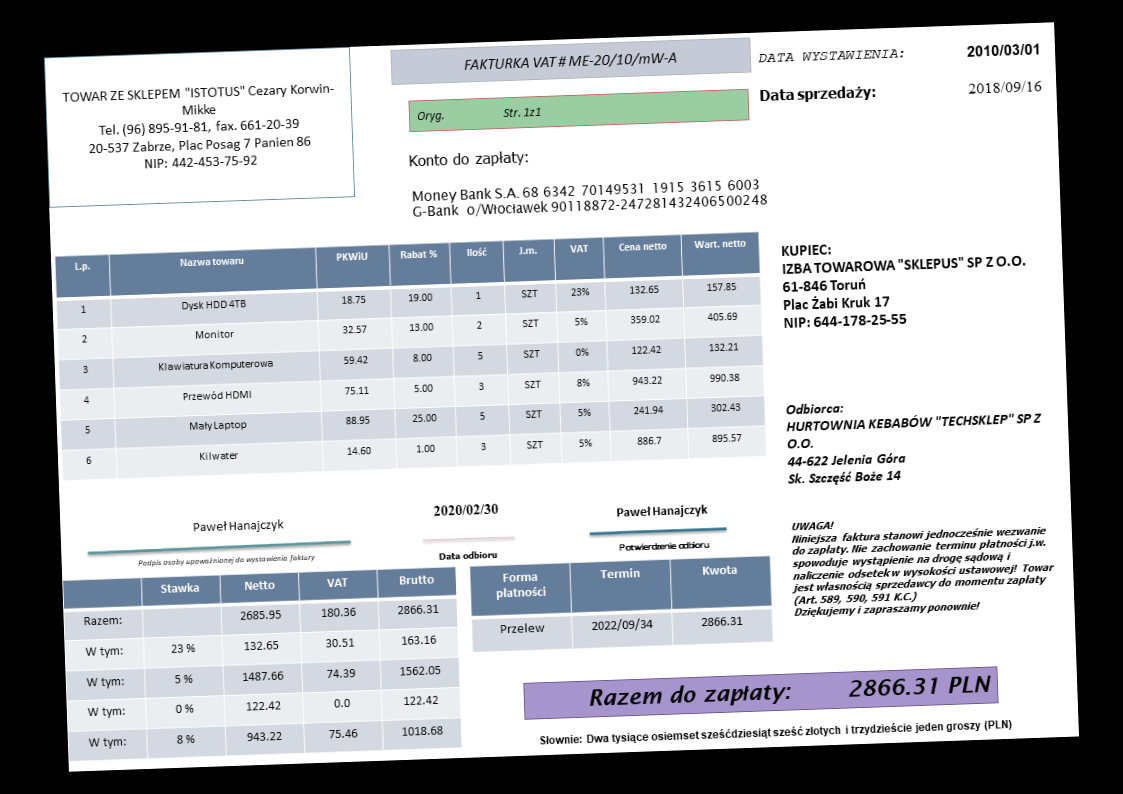 TOWAR ZE SKLEPEM "ISTOTUS" Cezary Korwin-
Mikke
Tel. (96) 895-91-81, fax. 661-20-39
20-537 Zabrze, Plac Posag 7 Panien 86
NIP: 442-453-75-92
FAKTURKA VAT # ME-20/10/mW-A
Oryg. Str. 1z1
DATA WYSTAWIENIA: 2010/03/01
Data sprzedaży: 2018/09/16
Konto do zapłaty:
Money Bank S.A. 68 6342 70149531 1915 3615 6003
G-Bank o/Włocławek 90118872-247281432406500248
L.p. Nazwa towaru PKWiU Rabat % Ilość J.m. VAT Cena netto Wart. netto
1 Dysk HDD 4TB 18.75 19.00 1 SZT 23% 132.65 157.85
2 Monitor 32.57 13.00 2 SZT 5% 359.02 405.69
3 Klawiatura Komputerowa 59.42 8.00 5 SZT 0% 122.42 132.21
4 Przewód HDMI 75.11 5.00 3 SZT 8% 943.22 990.38
5 Mały Laptop 88.95 25.00 5 SZT 5% 241.94 302.43
6 Kilwater 14.60 1.00 3 SZT 5% 886.7 895.57
KUPIEC:
IZBA TOWAROWA "SKLEPUS" SP Z O.O.
61-846 Toruń
Plac Żabi Kruk 17
NIP: 644-178-25-55
Odbiorca:
HURTOWNIA KEBABÓW "TECHSKLEP" SP Z
O.O.
44-622 Jelenia Góra
Sk. Szczęść Boże 14
Paweł Hanajczyk
Podpis osoby upoważnionej do wystawienia faktury
2020/02/30
Data odbioru
Paweł Hanajczyk
Potwierdzenie odbioru
UWAGA!
Niniejsza faktura stanowi jednocześnie wezwanie
do zapłaty. Nie zachowanie terminu płatności j.w.
spowoduje wystąpienie na drogę sądową i
naliczenie odsetek w wysokości ustawowej! Towar
jest własnością sprzedawcy do momentu zapłaty
(Art. 589, 590, 591 K.C.)
Dziękujemy i zapraszamy ponownie!
Stawka Netto VAT Brutto
Razem: 2685.95 180.36 2866.31
W tym: 23 % 132.65 30.51 163.16
W tym: 5 % 1487.66 74.39 1562.05
W tym: 0 % 122.42 0.0 122.42
W tym: 8 % 943.22 75.46 1018.68
Forma
płatności Termin Kwota
Przelew 2022/09/34 2866.31
Razem do zapłaty: 2866.31 PLN
Słownie: Dwa tysiące osiemset sześćdziesiąt sześć złotych i trzydzieście jeden groszy (PLN)